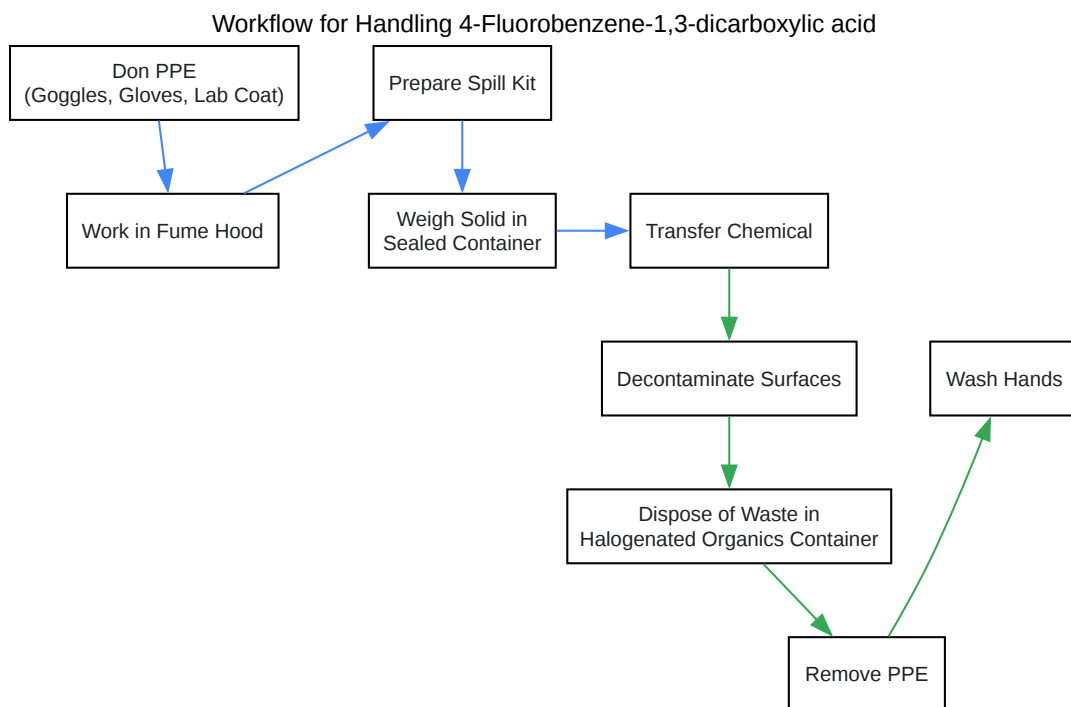 Workflow for Handling 4-Fluorobenzene-1,3-dicarboxylic acid
Don PPE
(Goggles, Gloves, Lab Coat)
Prepare Spill Kit
Work in Fume Hood
Weigh Solid in
Sealed Container
Transfer Chemical
Decontaminate Surfaces
Wash Hands
Dispose of Waste in
Halogenated Organics Container
Remove PPE